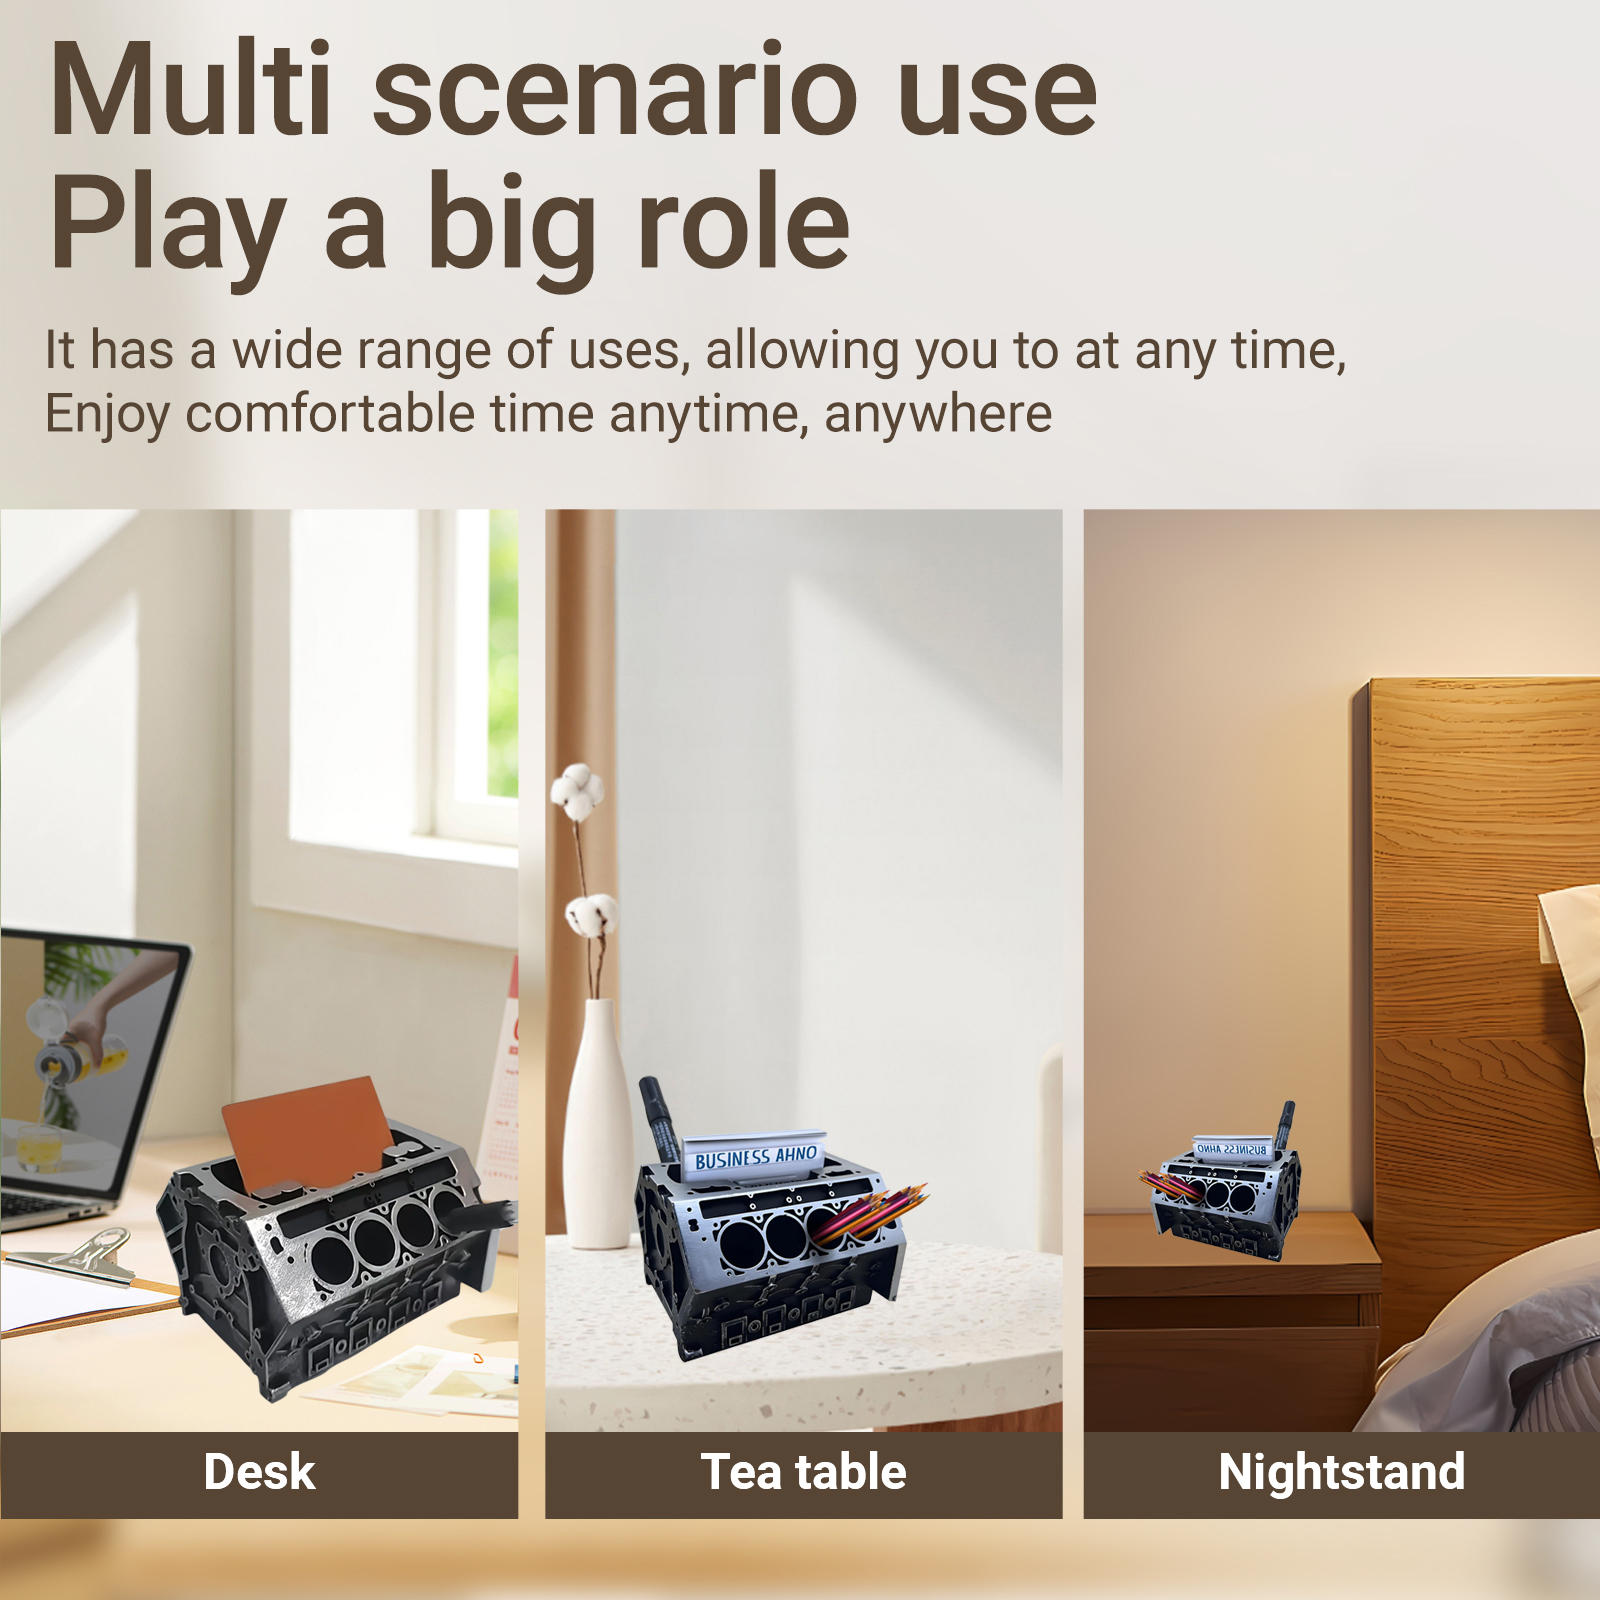 Multi scenario use
Play a big role
It has a wide range of uses, allowing you to at any time,
Enjoy comfortable time anytime, anywhere
BUSINESS AHNO
BUSINESS AHNO
Desk
Tea table
Nightstand